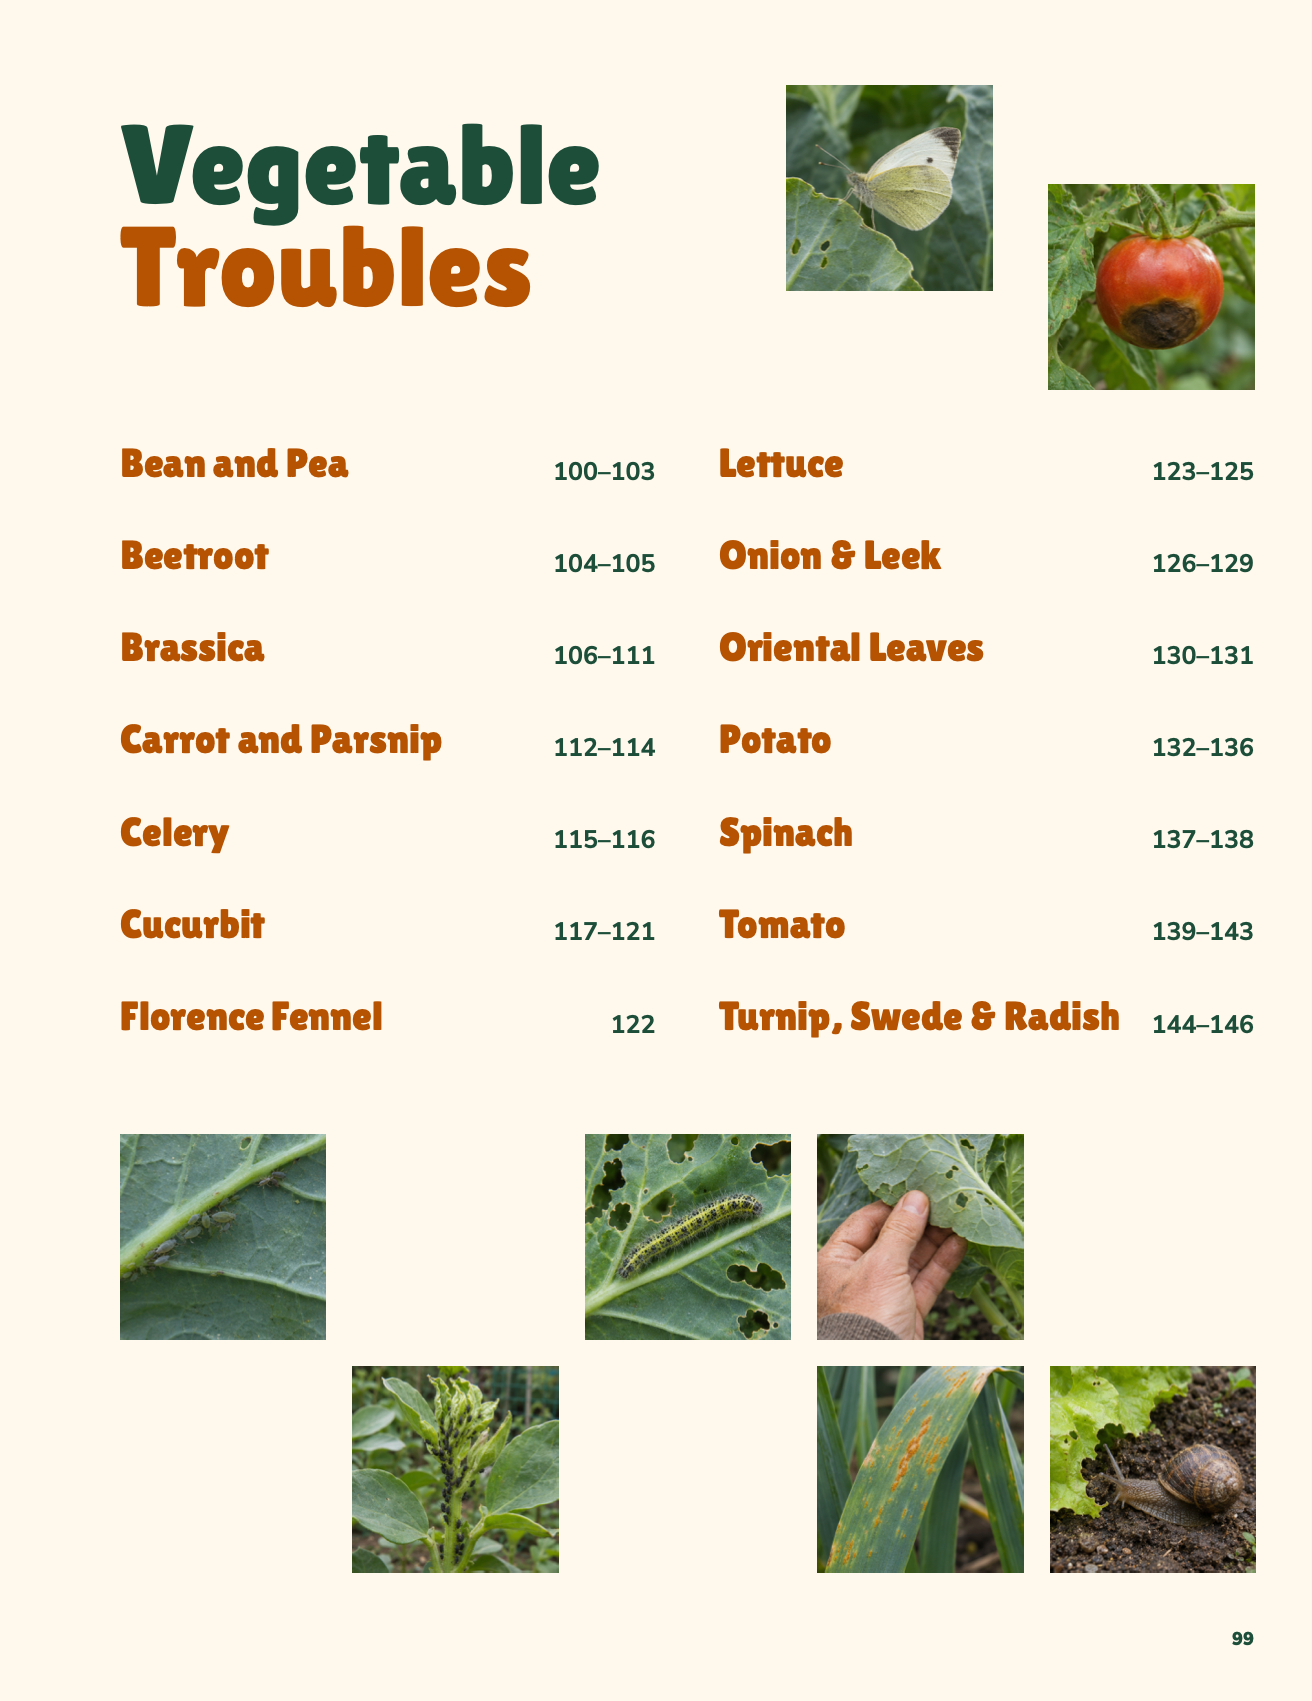 Vegetable
Troubles
Bean and Pea 100–103
Beetroot 104–105
Brassica 106–111
Carrot and Parsnip 112–114
Celery 115–116
Cucurbit 117–121
Florence Fennel 122
Lettuce 123–125
Onion & Leek 126–129
Oriental Leaves 130–131
Potato 132–136
Spinach 137–138
Tomato 139–143
Turnip, Swede & Radish 144–146
99